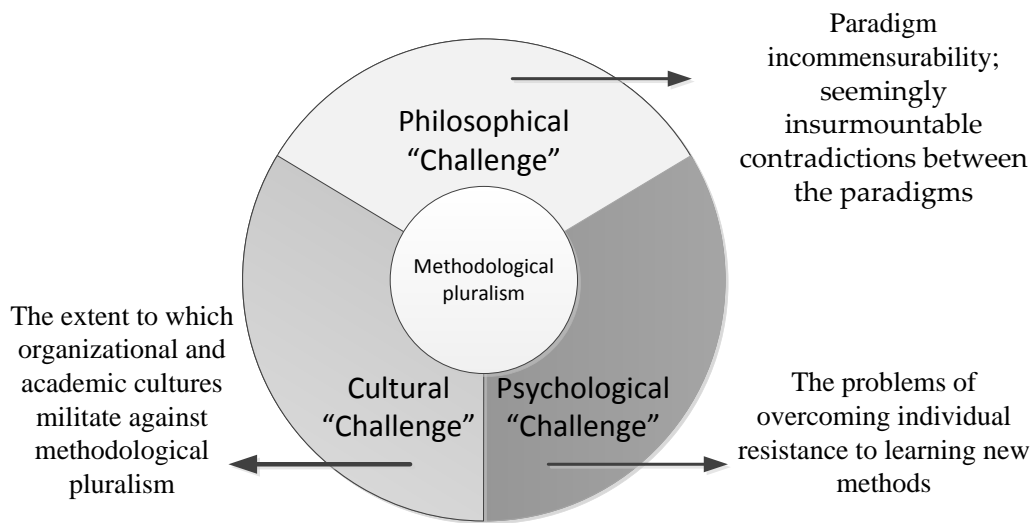 Paradigm
incommensurability;
seemingly
insurmountable
contradictions between
the paradigms
Philosophical
“Challenge”
Methodological
pluralism
The extent to which
organizational and
academic cultures
militate against
methodological
pluralism
Cultural
“Challenge”
Psychological
“Challenge”
The problems of
overcoming individual
resistance to learning new
methods